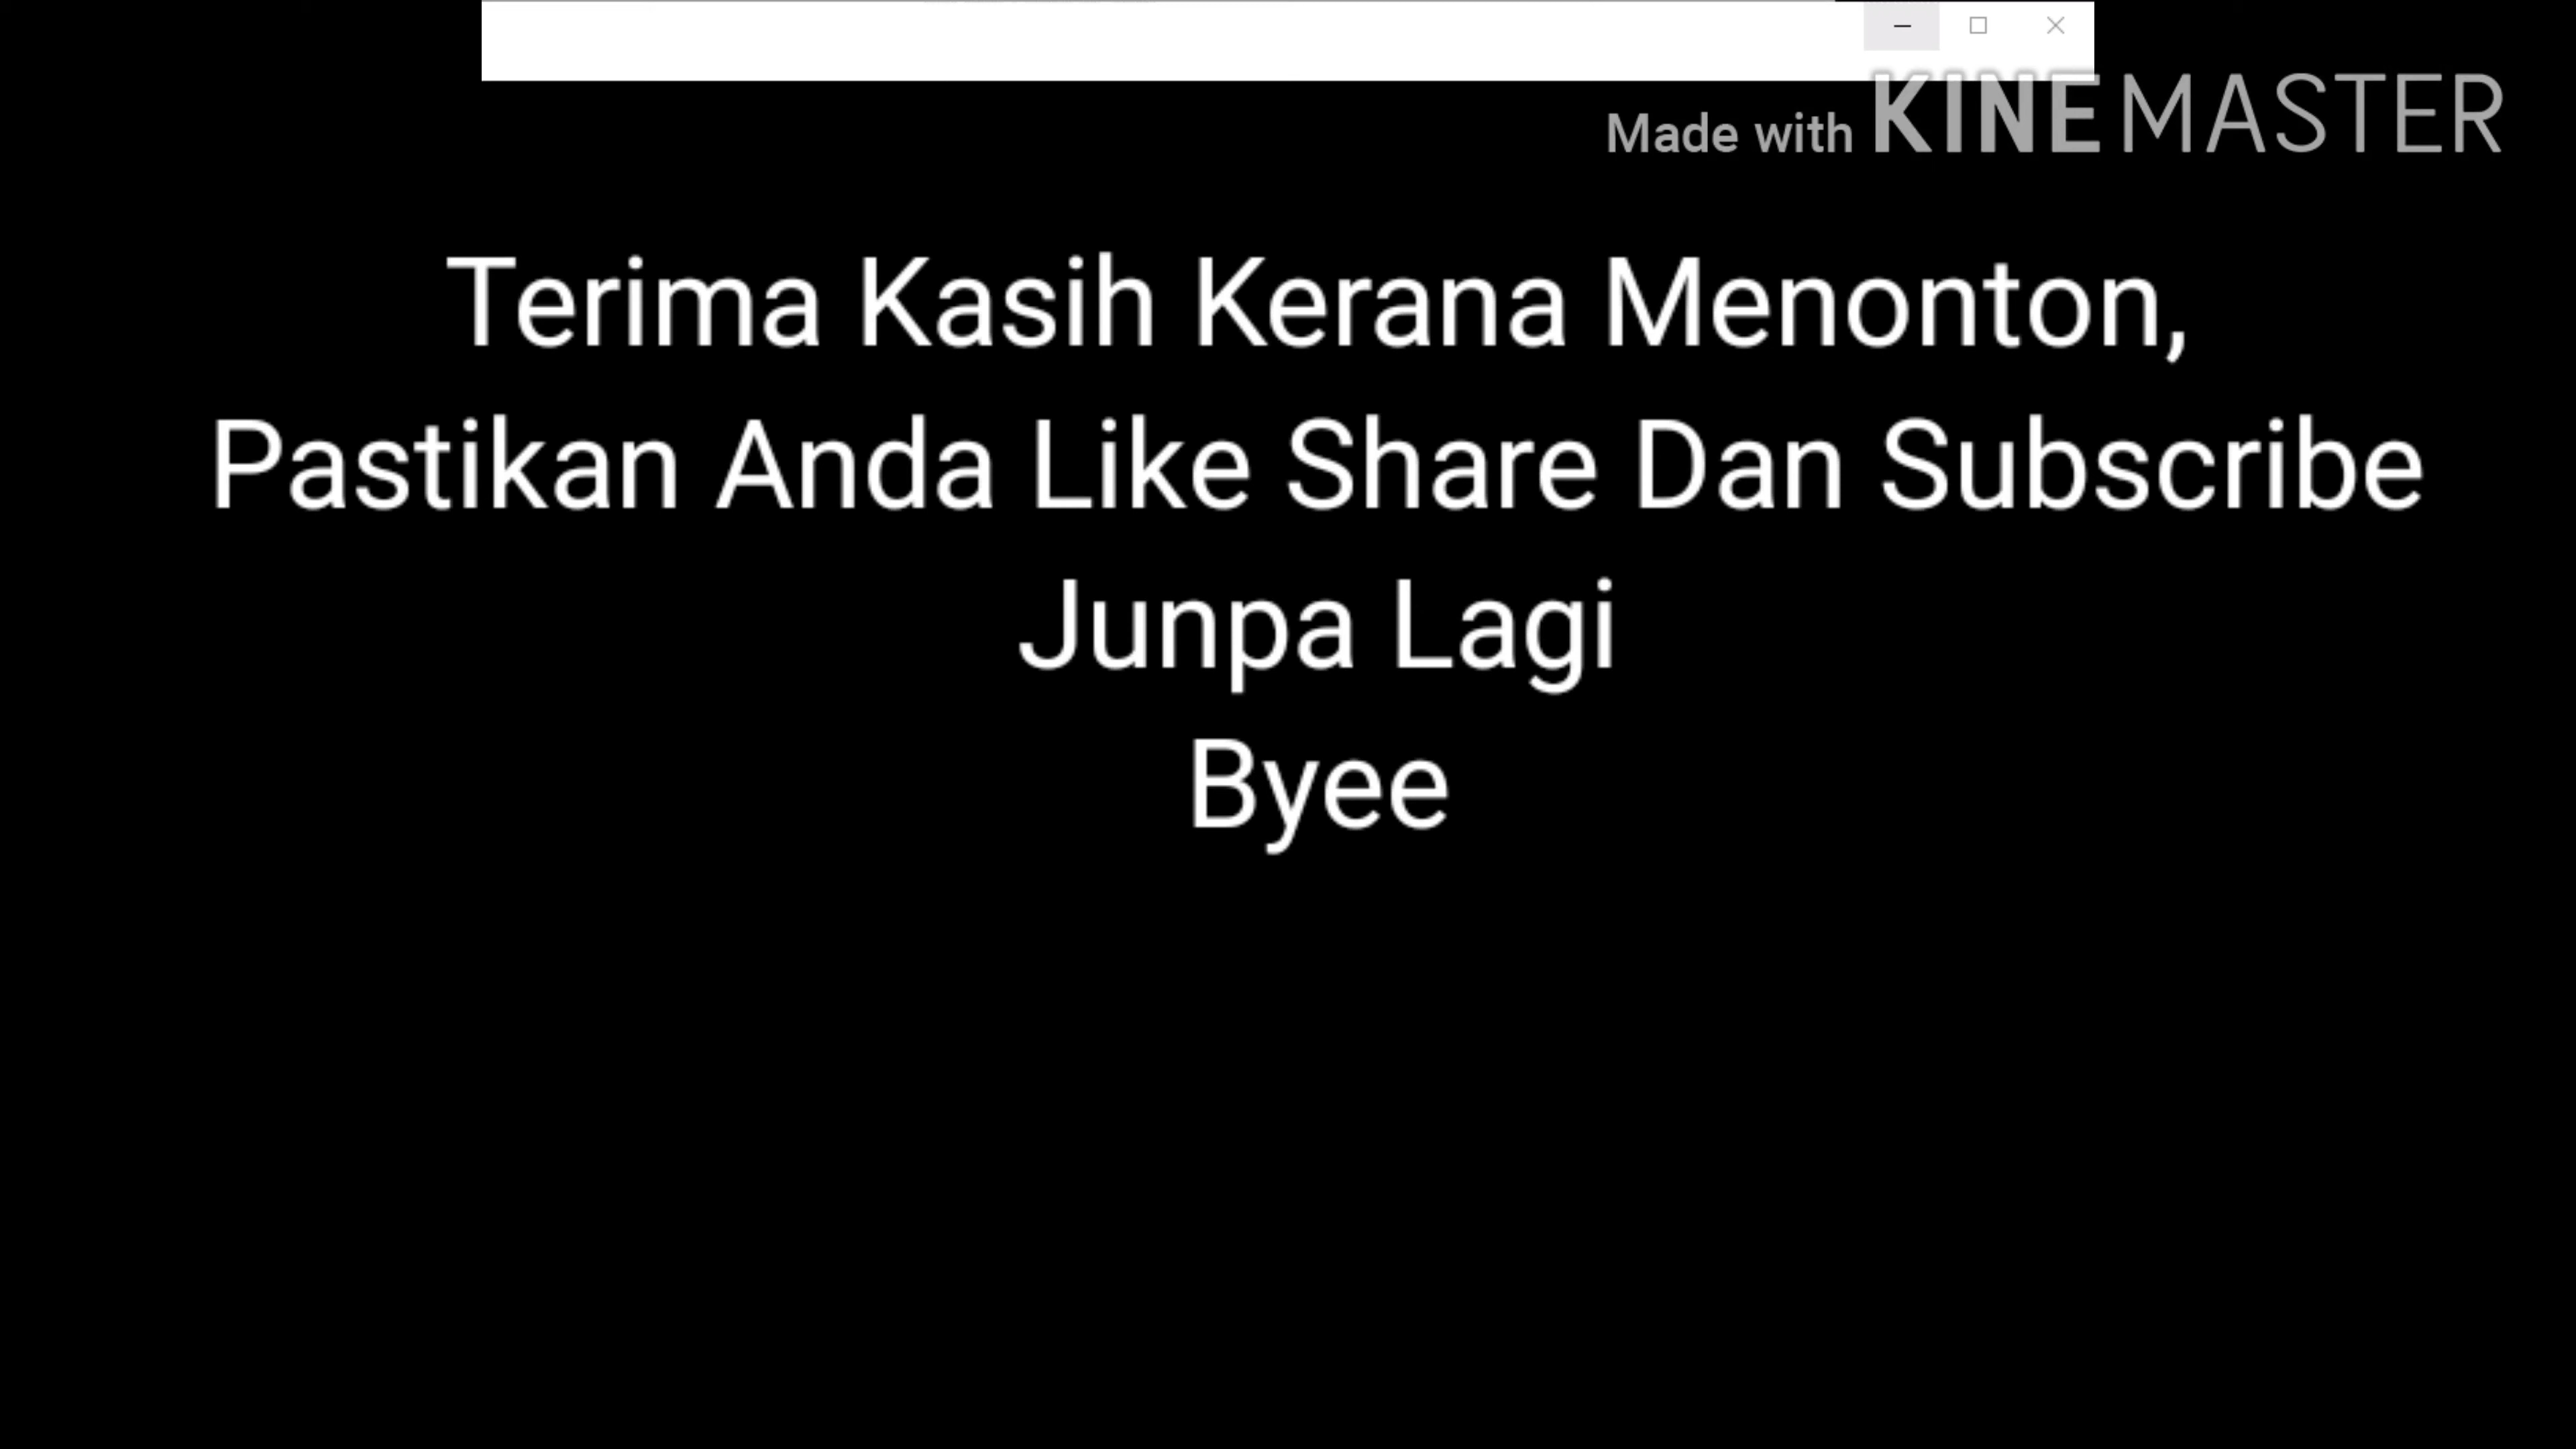 Made with KINEMASTER
Terima Kasih Kerana Menonton,
Pastikan Anda Like Share Dan Subscribe
Junpa Lagi
Byee